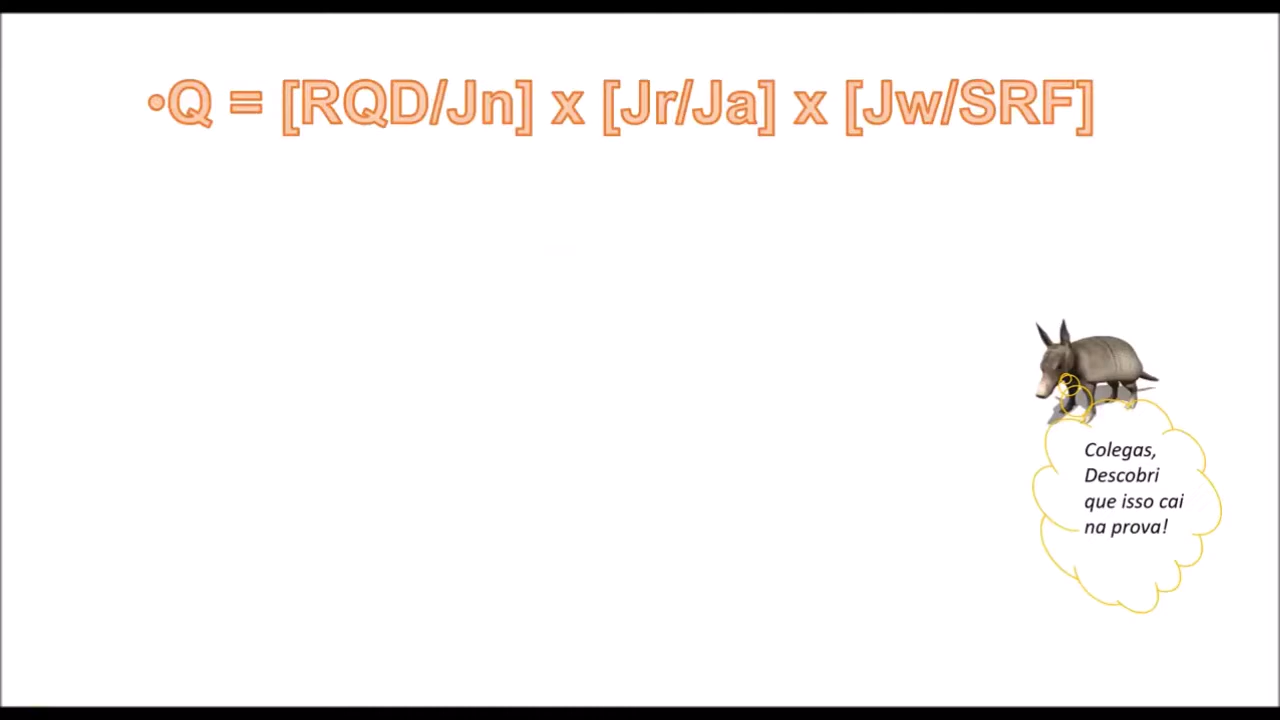 •Q = [RQD/Jn] x [Jr/Ja] x [Jw/SRF]
Colegas,
Descobri
que isso cai
na prova!